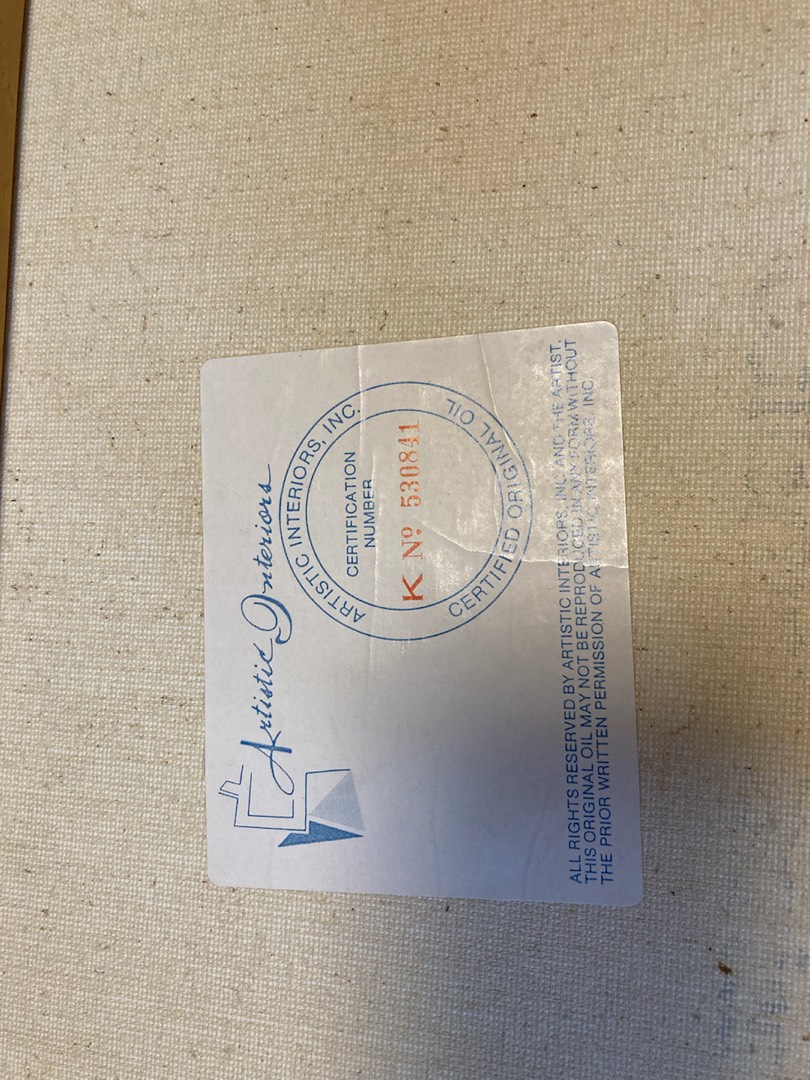 Artistic Interiors
ARTISTIC INTERIORS, INC.
CERTIFICATION
NUMBER
K Nº 530841
CERTIFIED ORIGINAL OIL
ALL RIGHTS RESERVED BY ARTISTIC INTERIORS, INC. AND THE ARTIST.
THIS ORIGINAL OIL MAY NOT BE REPRODUCED IN ANY FORM WITHOUT
THE PRIOR WRITTEN PERMISSION OF ARTISTIC INTERIORS, INC.